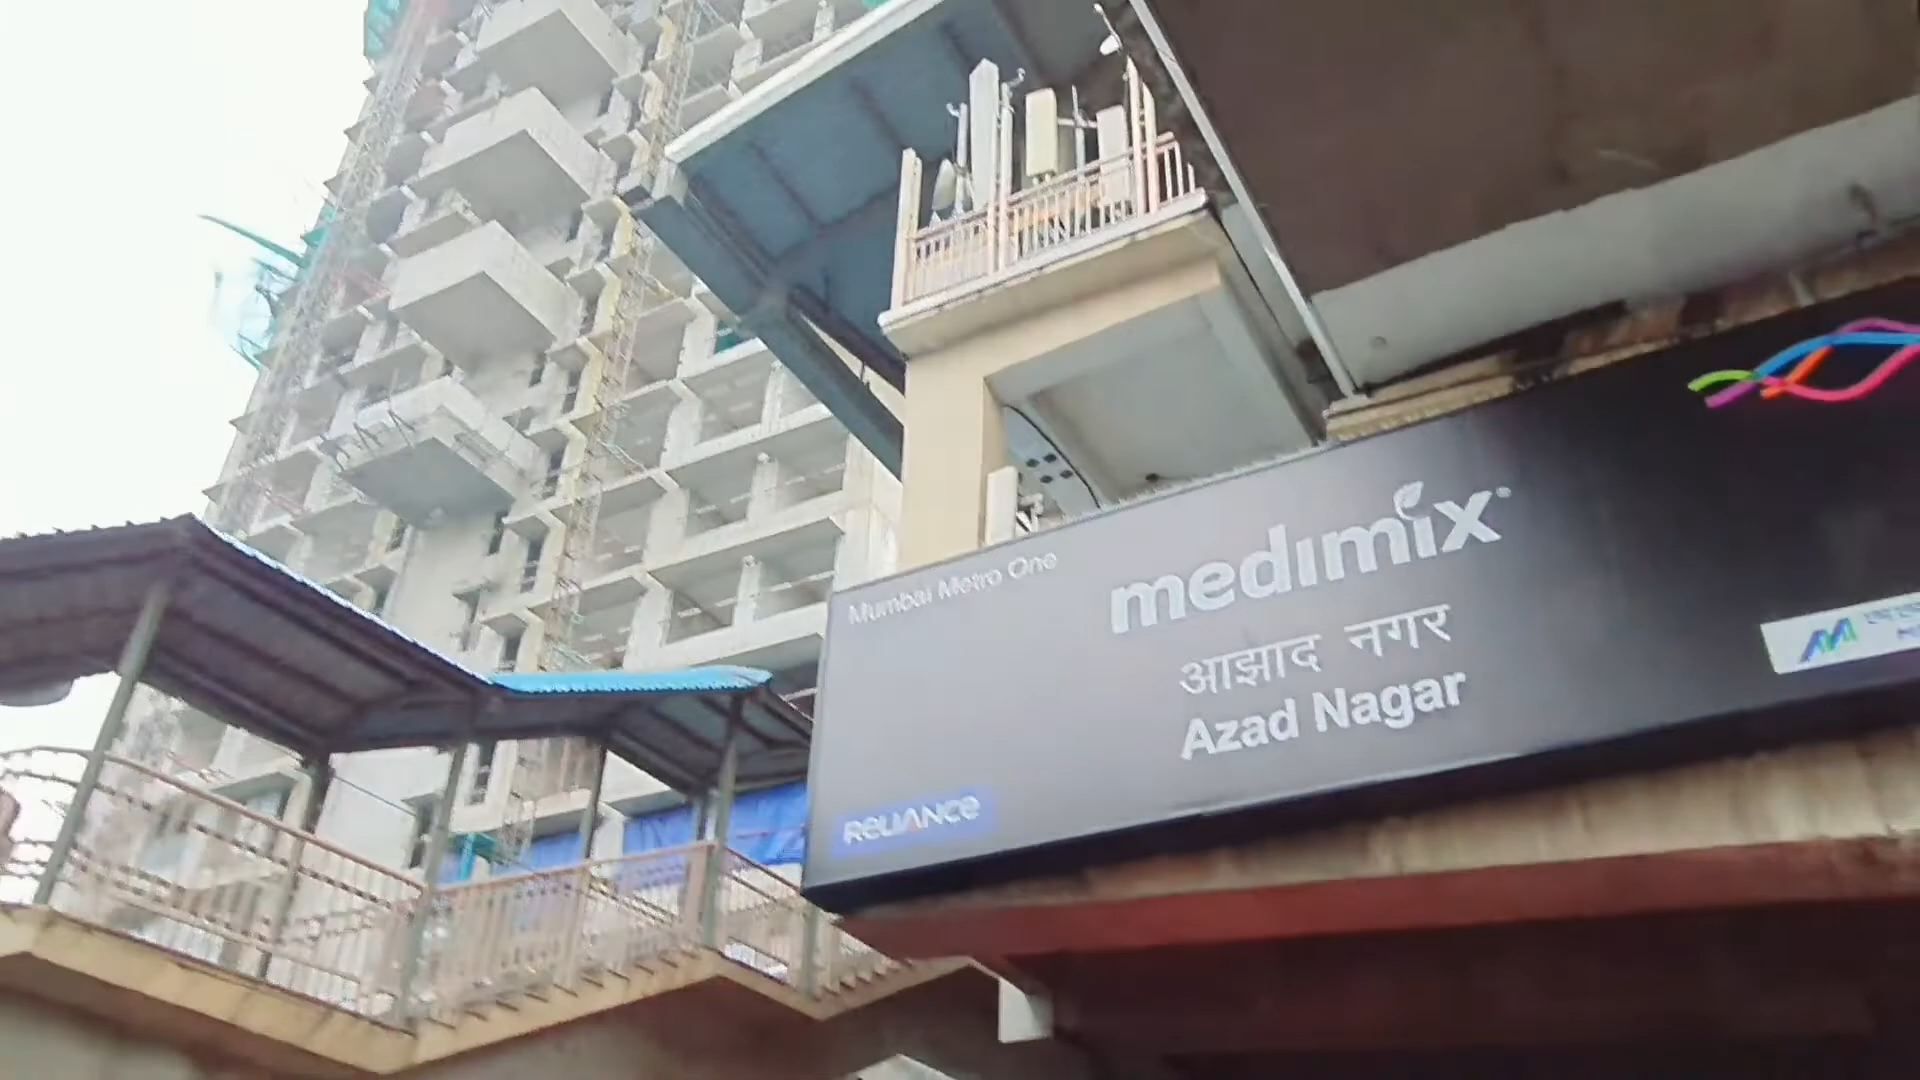 Mumbai Metro One
medimix
आझाद नगर
Azad Nagar
RELIANCE